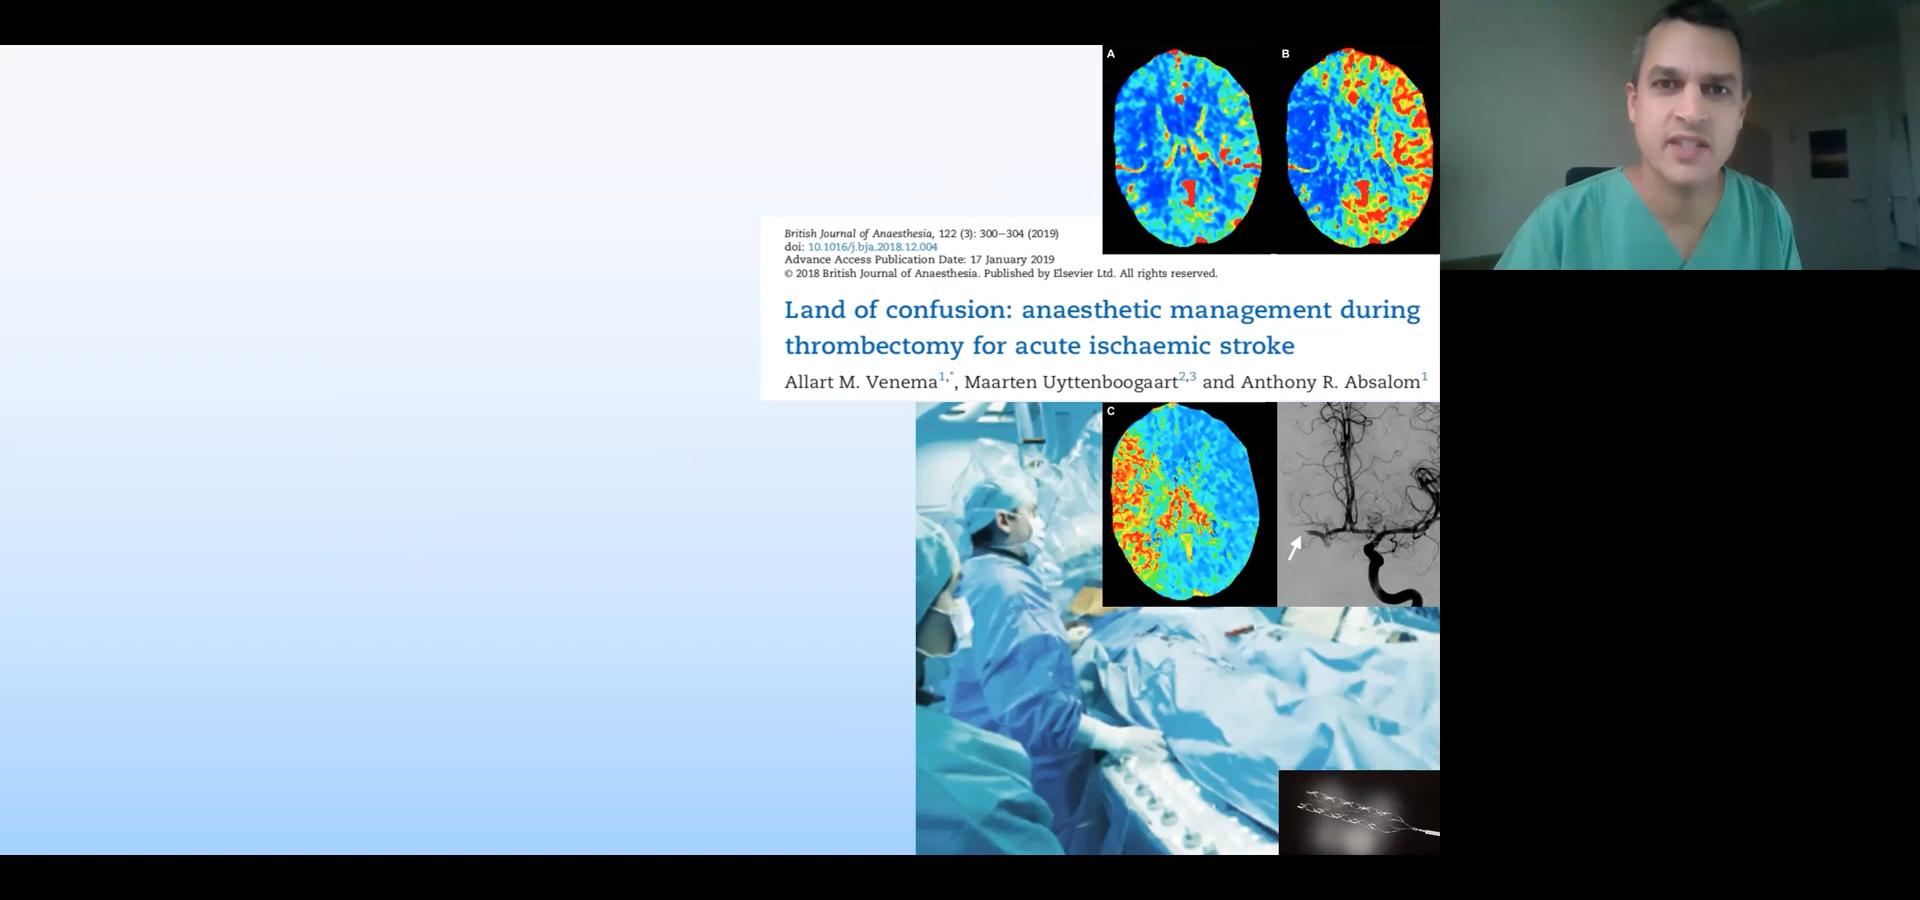 A
B
British Journal of Anaesthesia, 122 (3): 300–304 (2019)
doi: 10.1016/j.bja.2018.12.004
Advance Access Publication Date: 17 January 2019
© 2018 British Journal of Anaesthesia. Published by Elsevier Ltd. All rights reserved.
Land of confusion: anaesthetic management during
thrombectomy for acute ischaemic stroke
Allart M. Venema1,*, Maarten Uyttenboogaart2,3 and Anthony R. Absalom1
C